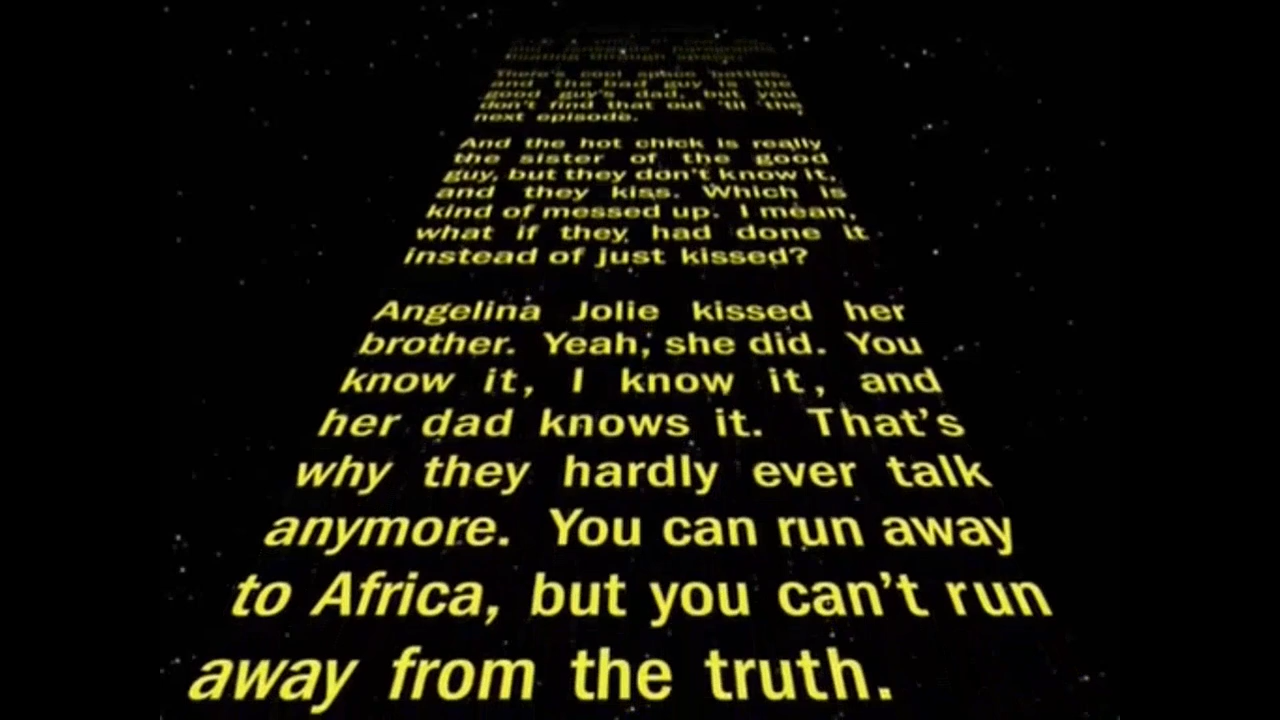 and
floating through space.
There's cool space battles,
and the bad guy is the
good guy's dad, but you
don't find that out 'til the
next episode.
And the hot chick is really
the sister of the good
guy, but they don't know it,
and they kiss. Which is
kind of messed up. I mean,
what if they had done it
instead of just kissed?
Angelina Jolie kissed her
brother. Yeah, she did. You
know it, I know it, and
her dad knows it. That's
why they hardly ever talk
anymore. You can run away
to Africa, but you can't run
away from the truth.